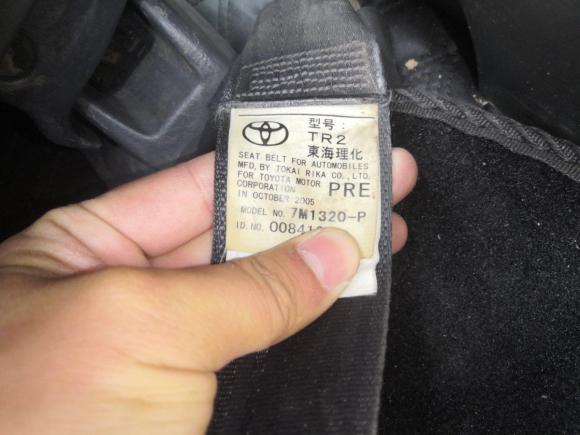 型号:
TR2
東海理化
SEAT BELT FOR AUTOMOBILES
MFD, BY TOKAI RIKA CO., LTD.
FOR TOYOTA MOTOR
CORPORATION PRE
IN OCTOBER 2005
MODEL NO. 7M1320-P
ID. NO. 00841